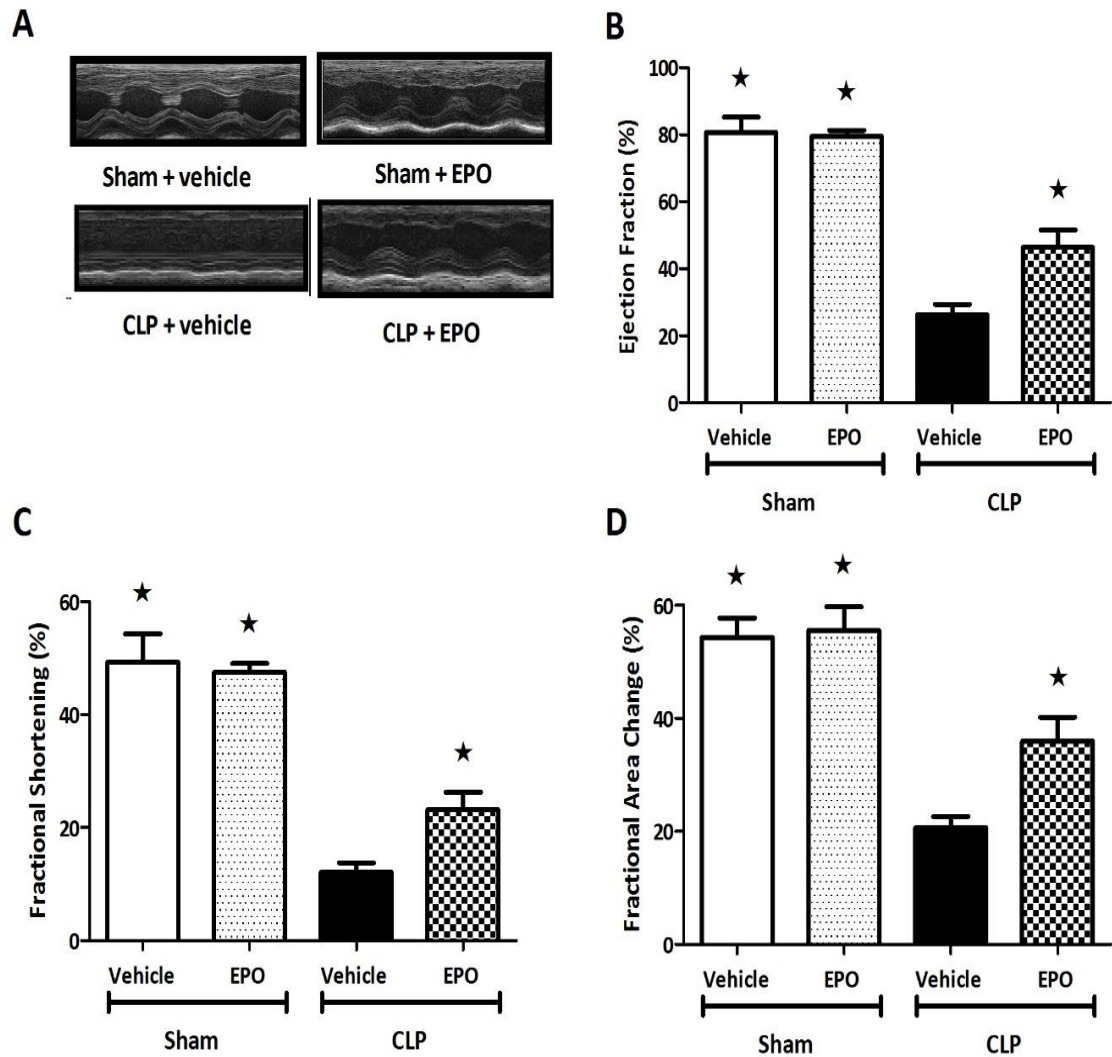 A
Sham + vehicle
Sham + EPO
CLP + vehicle
CLP + EPO
B
Ejection Fraction (%)
100
80
60
40
20
0
Vehicle EPO Vehicle EPO
Sham CLP
C
Fractional Shortening (%)
60
40
20
0
Vehicle EPO Vehicle EPO
Sham CLP
D
Fractional Area Change (%)
60
40
20
0
Vehicle EPO Vehicle EPO
Sham CLP